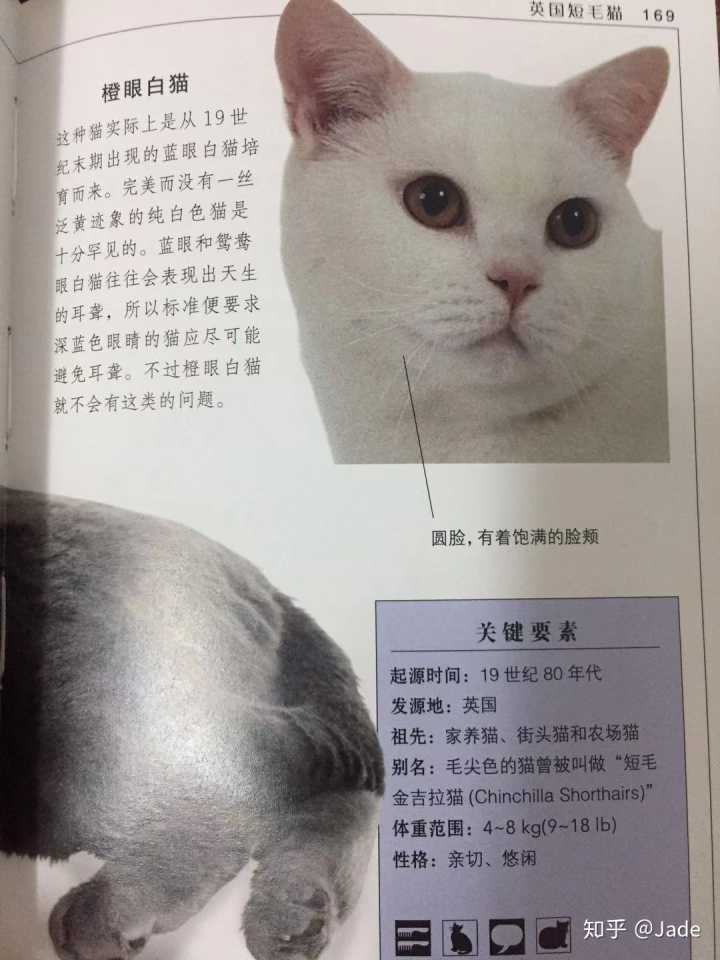 英国短毛猫 169
橙眼白猫
这种猫实际上是从 19 世
纪末期出现的蓝眼白猫培
育而来。完美而没有一丝
泛黄迹象的纯白色猫是
十分罕见的。蓝眼和鸳鸯
眼白猫往往会表现出天生
的耳聋，所以标准便要求
深蓝色眼睛的猫应尽可能
避免耳聋。不过橙眼白猫
就不会有这类的问题。
圆脸，有着饱满的脸颊
关键要素
起源时间：19 世纪 80 年代
发源地：英国
祖先：家养猫、街头猫和农场猫
别名：毛尖色的猫曾被叫做“短毛
金吉拉猫 (Chinchilla Shorthairs)”
体重范围：4~8 kg(9~18 lb)
性格：亲切、悠闲
知乎 @Jade